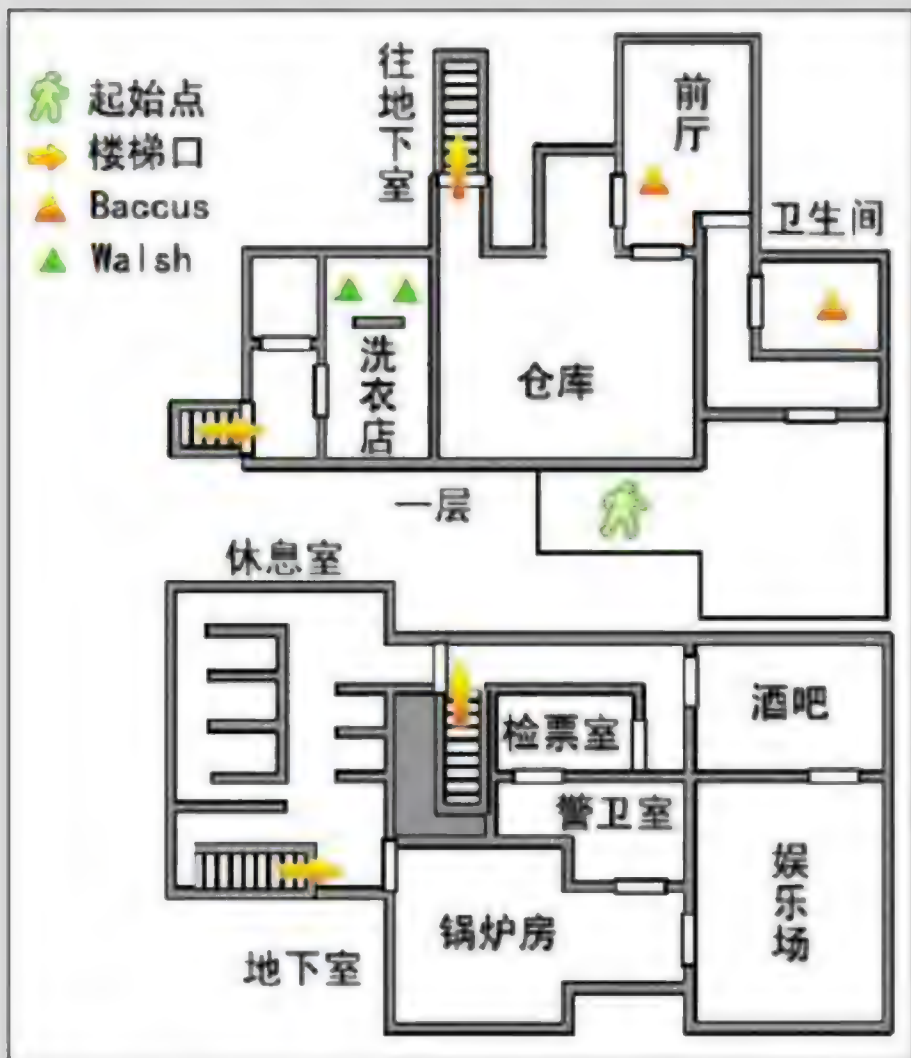 起始点
楼梯口
Baccus
Walsh
往地下室
前厅
卫生间
洗衣店
仓库
一层
休息室
酒吧
检票室
警卫室
娱乐场
锅炉房
地下室